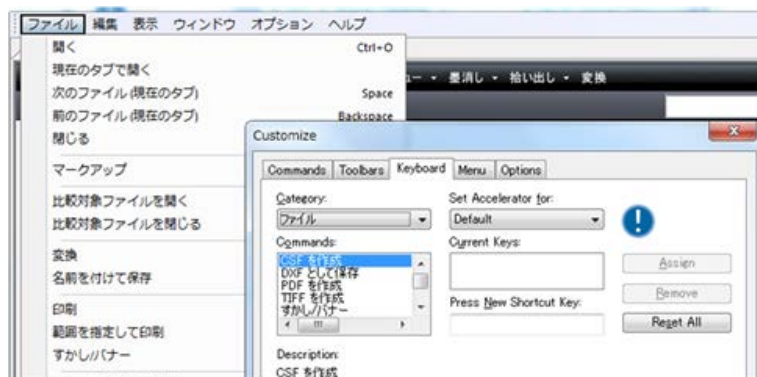 ファイル 編集 表示 ウィンドウ オプション ヘルプ
開く Ctrl+O
現在のタブで開く
次のファイル(現在のタブ) Space
前のファイル(現在のタブ) Backspace
閉じる
マークアップ
比較対象ファイルを開く
比較対象ファイルを閉じる
変換
名前を付けて保存
印刷
範囲を指定して印刷
すかし/バナー
ュー 墨消し 拾い出し 変換
Customize
Commands Toolbars Keyboard Menu Options
Category: Set Accelerator for:
ファイル Default
Commands: Current Keys:
CSF を作成
DXF として保存
PDF を作成
TIFF を作成
すかし/バナー
Assign
Remove
Press New Shortcut Key:
Reset All
Description:
CSF を作成